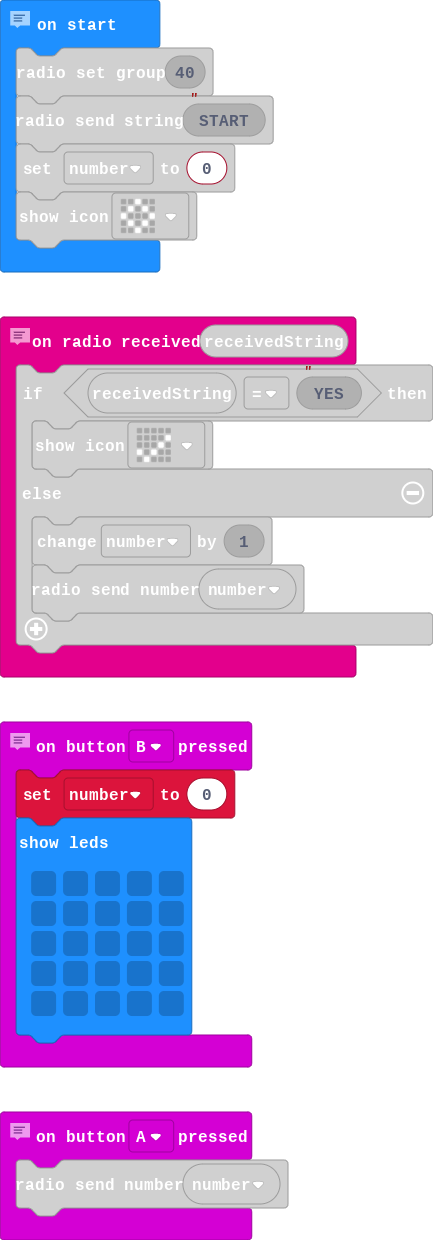 on start
radio set group 40
radio send string " START
set number to 0
show icon
on radio received receivedString
if receivedString = " YES then
show icon
else
change number by 1
radio send number number
on button B pressed
set number to 0
show leds
on button A pressed
radio send number number